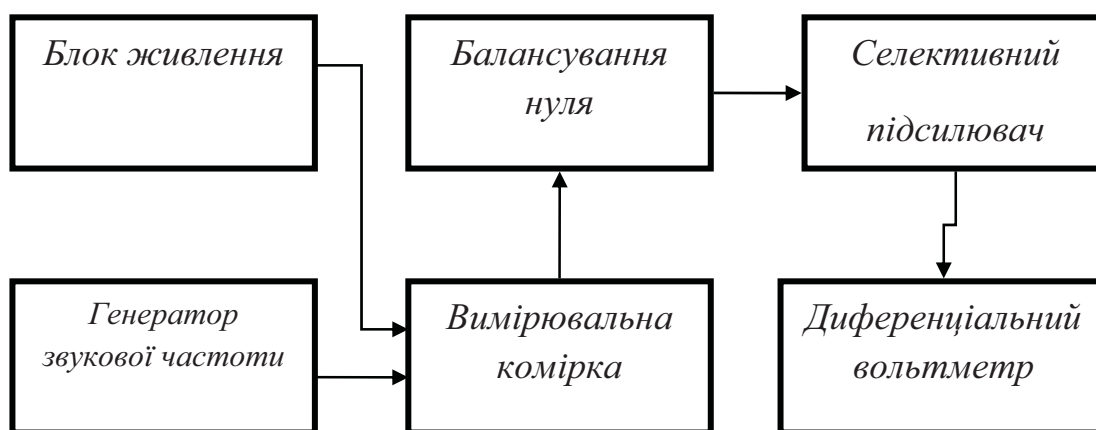 Блок живлення
Балансування
нуля
Селективний
підсилювач
Генератор
звукової частоти
Вимірювальна
комірка
Диференціальний
вольтметр